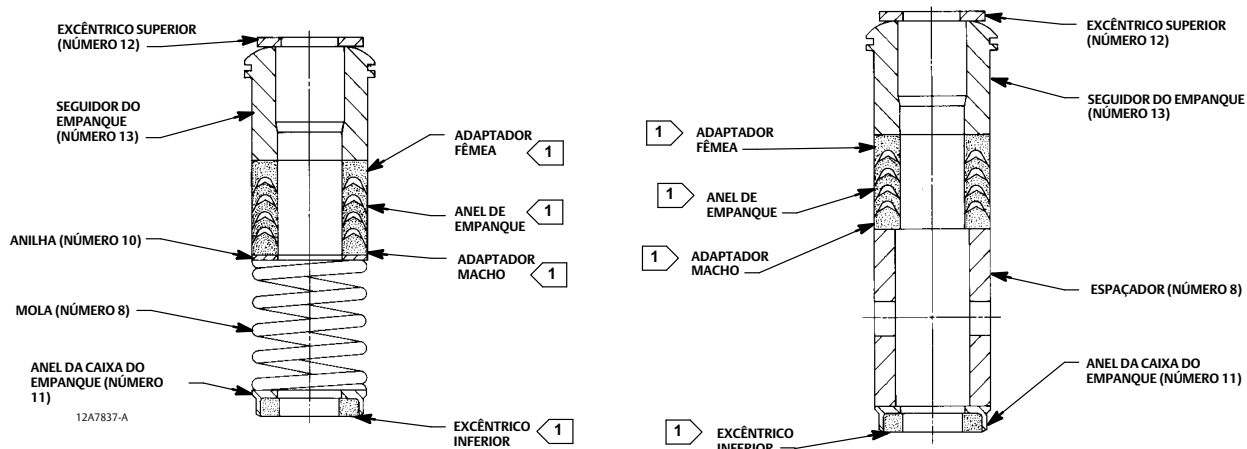 EXCÊNTRICO SUPERIOR
(NÚMERO 12)
SEGUIDOR DO
EMPANQUE
(NÚMERO 13)
ADAPTADOR
FÊMEA
1
ANEL DE
EMPANQUE
1
ANILHA (NÚMERO 10)
ADAPTADOR
MACHO
1
MOLA (NÚMERO 8)
ANEL DA CAIXA DO
EMPANQUE (NÚMERO
11)
12A7837-A
EXCÊNTRICO
INFERIOR
1
EXCÊNTRICO SUPERIOR
(NÚMERO 12)
SEGUIDOR DO EMPANQUE
(NÚMERO 13)
1
ADAPTADOR
FÊMEA
1
ANEL DE
EMPANQUE
1
ADAPTADOR
MACHO
ESPAÇADOR (NÚMERO 8)
ANEL DA CAIXA DO
EMPANQUE (NÚMERO 11)
1
EXCÊNTRICO
INFERIOR